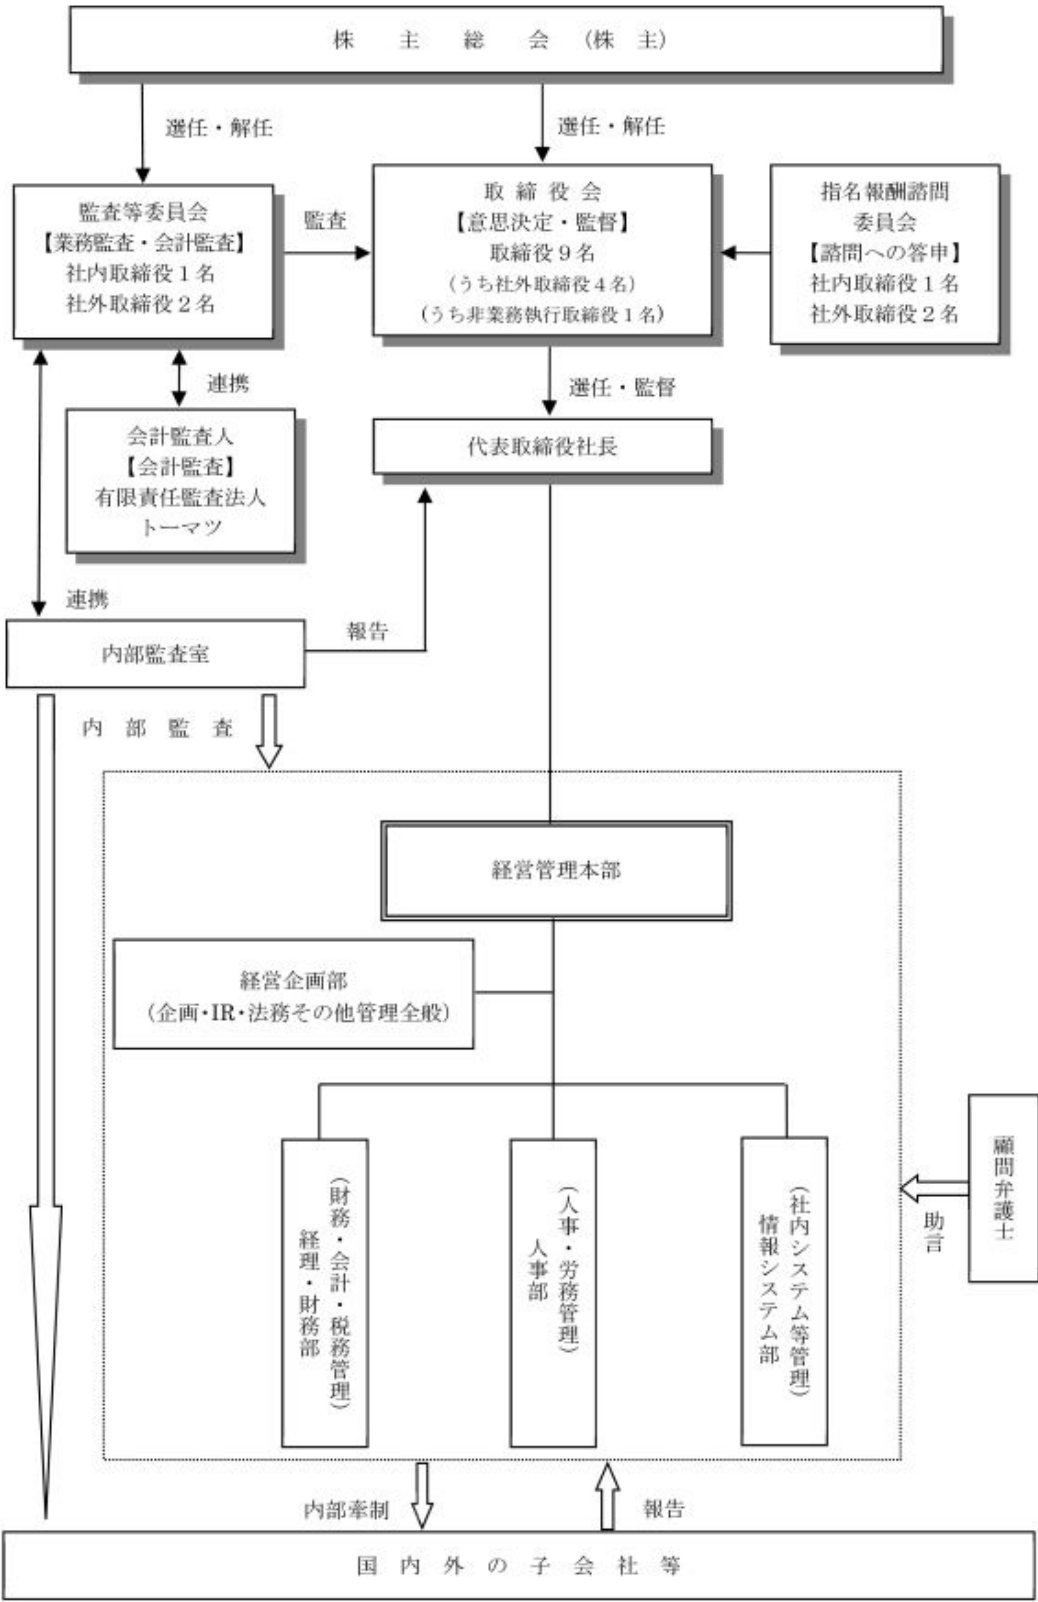 株 主 総 会 (株 主)
選任・解任
選任・解任
監査等委員会
【業務監査・会計監査】
社内取締役1名
社外取締役2名
監査
取 締 役 会
【意思決定・監督】
取締役9名
(うち社外取締役4名)
(うち非業務執行取締役1名)
指名報酬諮問
委員会
【諮問への答申】
社内取締役1名
社外取締役2名
連携
選任・監督
会計監査人
【会計監査】
有限責任監査法人
トーマツ
代表取締役社長
連携
報告
内部監査室
内 部 監 査
経営管理本部
経営企画部
(企画・IR・法務その他管理全般)
経理・財務部
(財務・会計・税務管理)
人事部
(人事・労務管理)
情報システム部
(社内システム等管理)
顧問弁護士
助言
内部牽制
報告
国 内 外 の 子 会 社 等